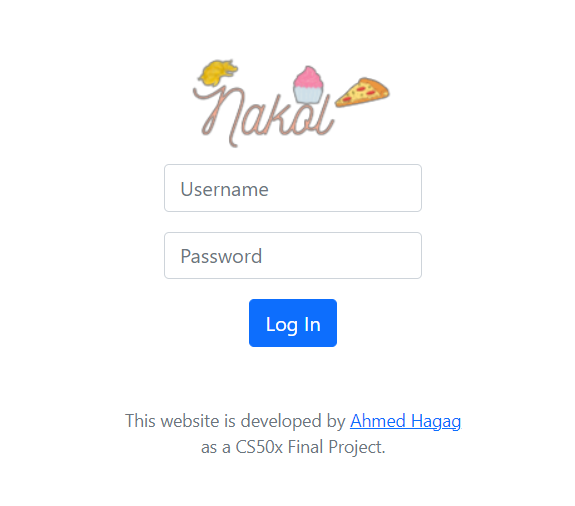 Nakol
Username
Password
Log In
This website is developed by Ahmed Hagag
as a CS50x Final Project.